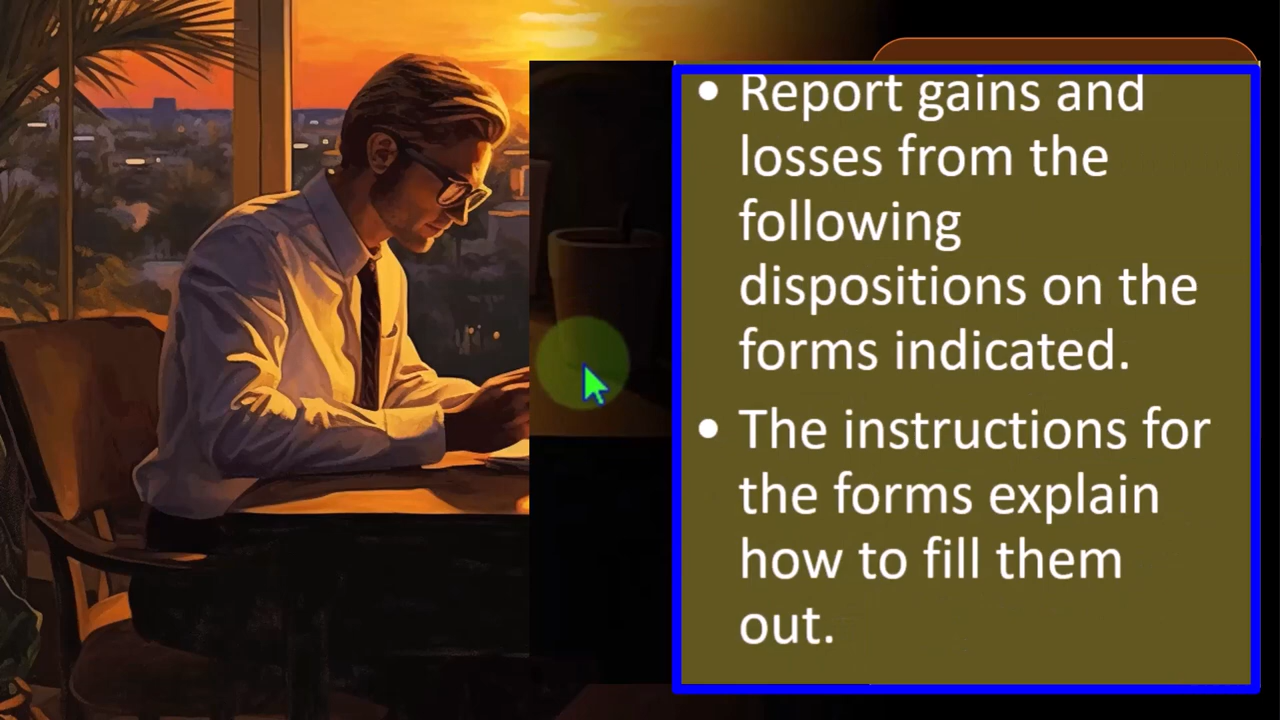 • Report gains and
losses from the
following
dispositions on the
forms indicated.
• The instructions for
the forms explain
how to fill them
out.